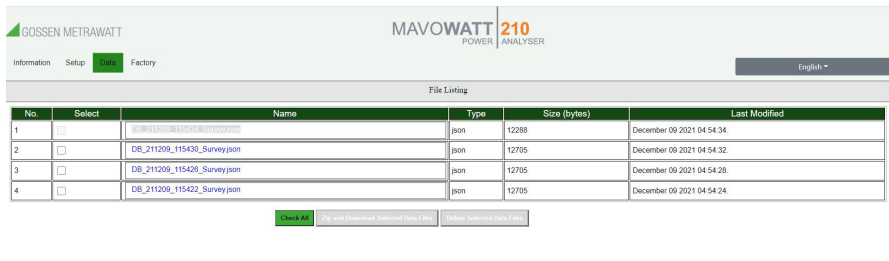 GOSSEN METRAWATT
MAVOWATT 210
POWER ANALYSER
Information Setup Data Factory
English
File Listing
No. Select Name Type Size (bytes) Last Modified
1 DB_211209_115434_Survey.json json 12288 December 09 2021 04:54:34.
2 DB_211209_115430_Survey.json json 12705 December 09 2021 04:54:32.
3 DB_211209_115426_Survey.json json 12705 December 09 2021 04:54:28.
4 DB_211209_115422_Survey.json json 12705 December 09 2021 04:54:24.
Check All Zip and Download Selected Data Files Delete Selected Data Files